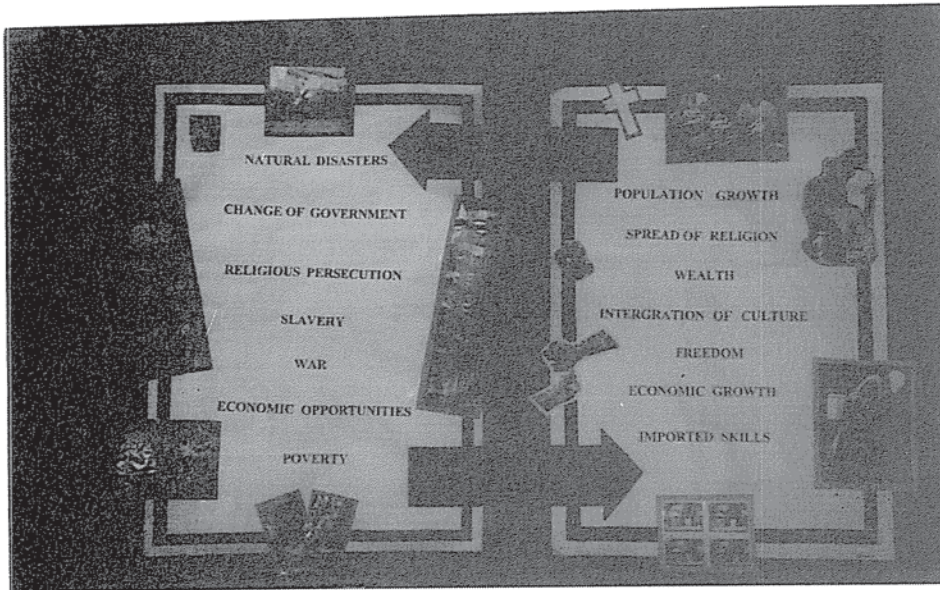 NATURAL DISASTERS
CHANGE OF GOVERNMENT
RELIGIOUS PERSECUTION
SLAVERY
WAR
ECONOMIC OPPORTUNITIES
POVERTY
POPULATION GROWTH
SPREAD OF RELIGION
WEALTH
INTERGRATION OF CULTURE
FREEDOM
ECONOMIC GROWTH
IMPORTED SKILLS